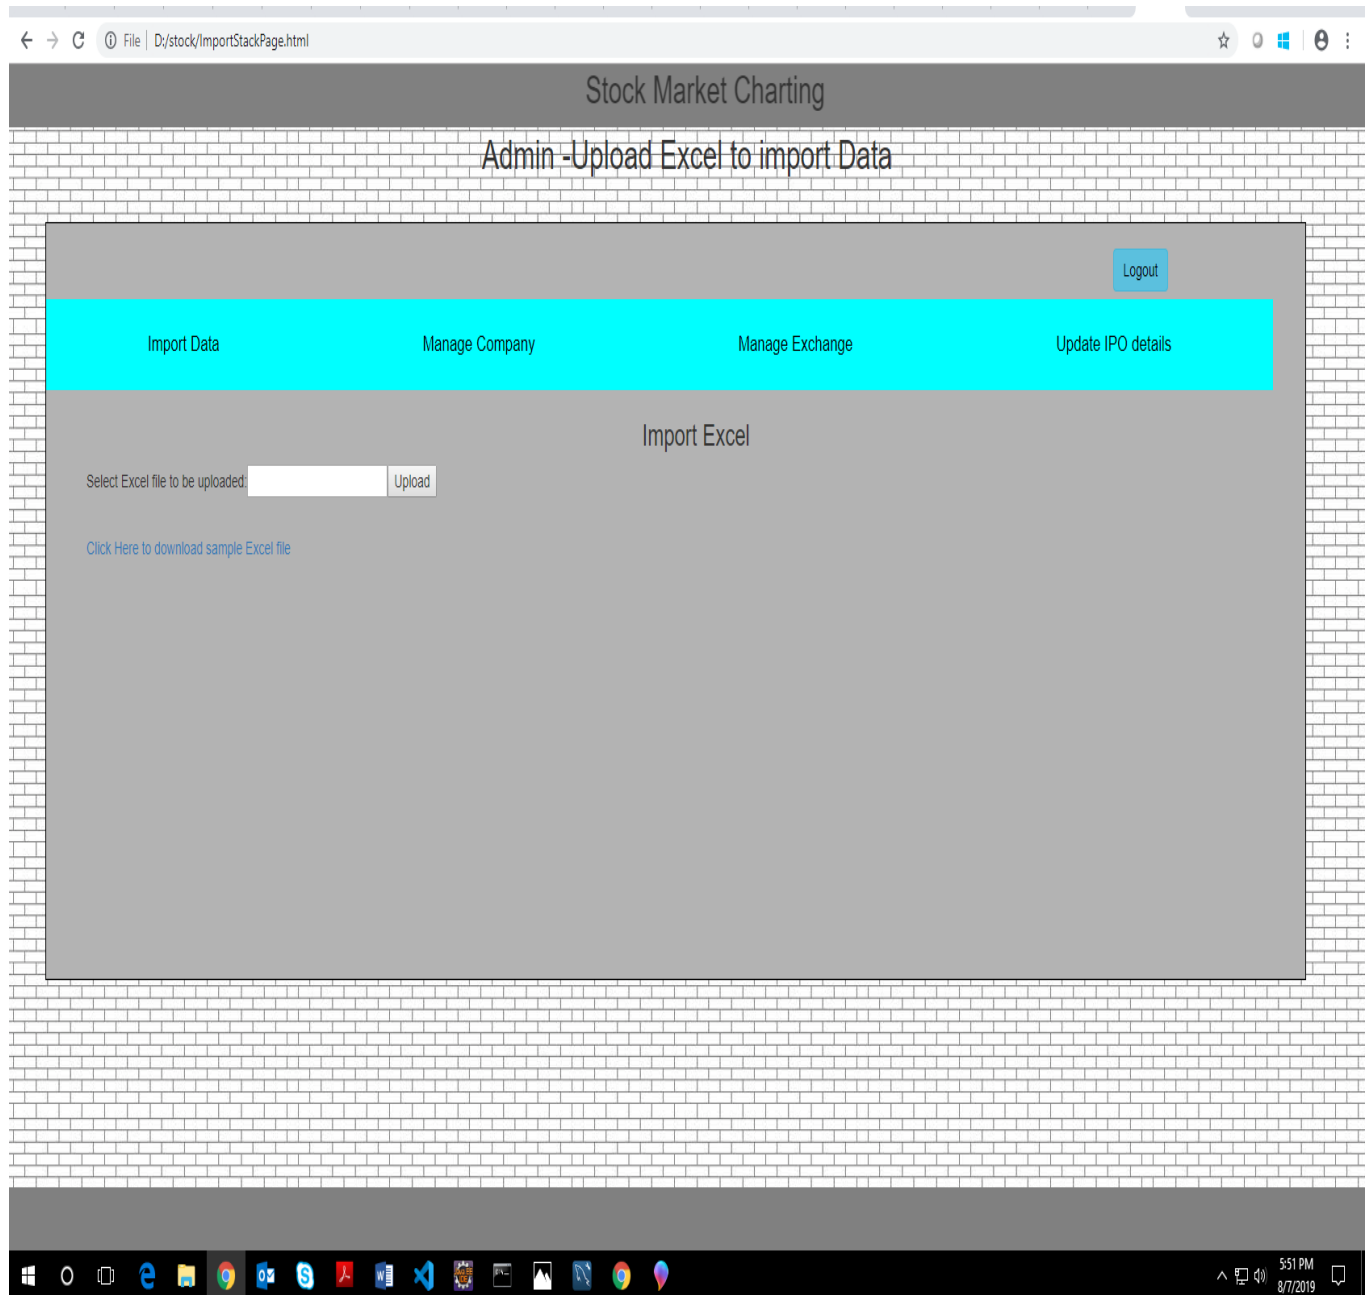 File | D:/stock/ImportStackPage.html
Stock Market Charting
Admin -Upload Excel to import Data
Logout
Import Data Manage Company Manage Exchange Update IPO details
Import Excel
Select Excel file to be uploaded: Upload
Click Here to download sample Excel file
5:51 PM
8/7/2019